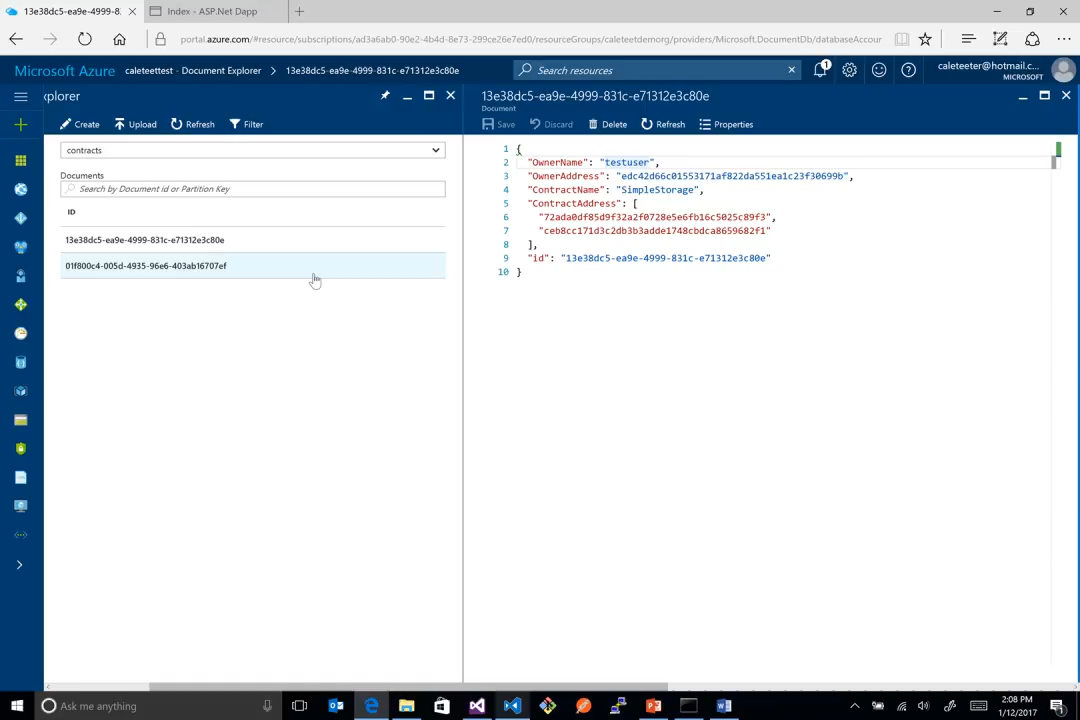 13e38dc5-ea9e-4999-8:
Index - ASP.Net Dapp
portal.azure.com/#resource/subscriptions/ad3a6ab0-90e2-4b4d-8e73-299ce26e7ed0/resourceGroups/caleteetdemorg/providers/Microsoft.DocumentDb/databaseAccour
Microsoft Azure caleteettest - Document Explorer > 13e38dc5-ea9e-4999-831c-e71312e3c80e
Search resources
1
caleteeter@hotmail.c...
MICROSOFT
xplorer
Create Upload Refresh Filter
contracts
Documents
Search by Document id or Partition Key
ID
13e38dc5-ea9e-4999-831c-e71312e3c80e
01f800c4-005d-4935-96e6-403ab16707ef
13e38dc5-ea9e-4999-831c-e71312e3c80e
Document
Save Discard Delete Refresh Properties
1 {
2 "OwnerName": "testuser",
3 "OwnerAddress": "edc42d66c01553171af822da551ea1c23f30699b",
4 "ContractName": "SimpleStorage",
5 "ContractAddress": [
6 "72ada0df85d9f32a2f0728e5e6fb16c5025c89f3",
7 "ceb8cc171d3c2db3b3adde1748cbdca8659682f1"
8 ],
9 "id": "13e38dc5-ea9e-4999-831c-e71312e3c80e"
10 }
Ask me anything
2:08 PM
1/12/2017
1